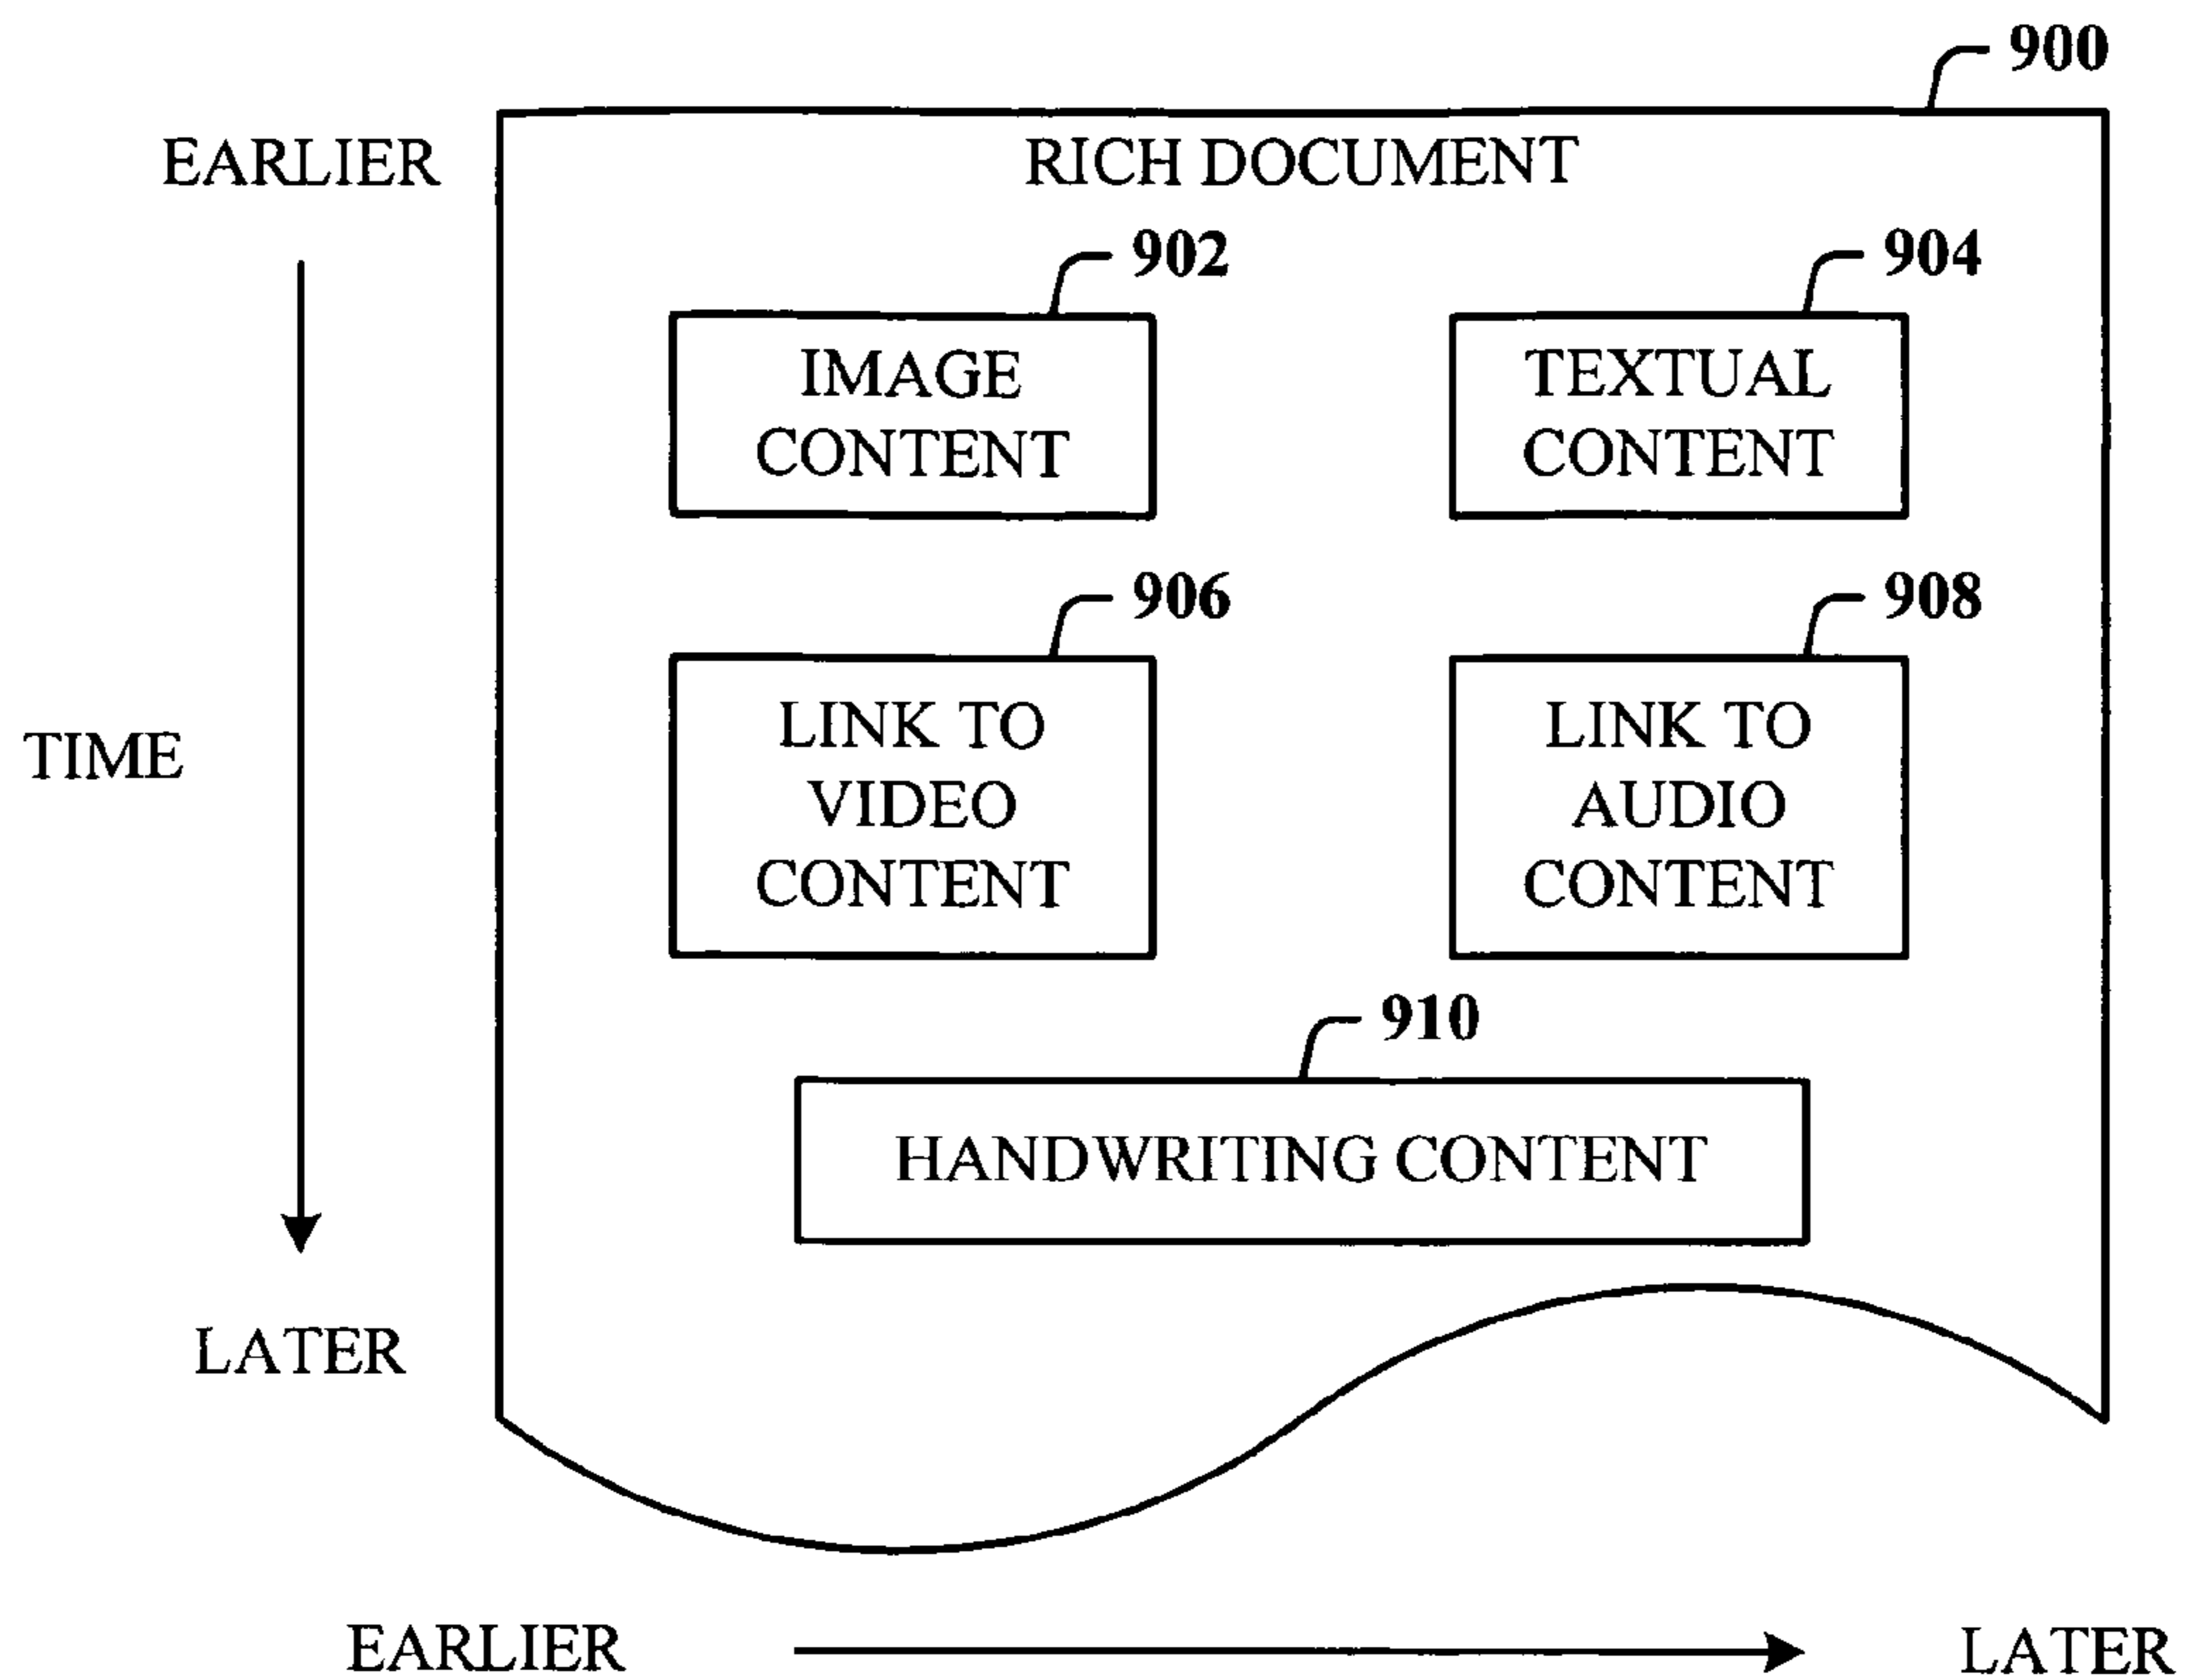 900
EARLIER
RICH DOCUMENT
902
904
IMAGE
CONTENT
TEXTUAL
CONTENT
906
908
TIME
LINK TO
VIDEO
CONTENT
LINK TO
AUDIO
CONTENT
910
HANDWRITING CONTENT
LATER
EARLIER
LATER